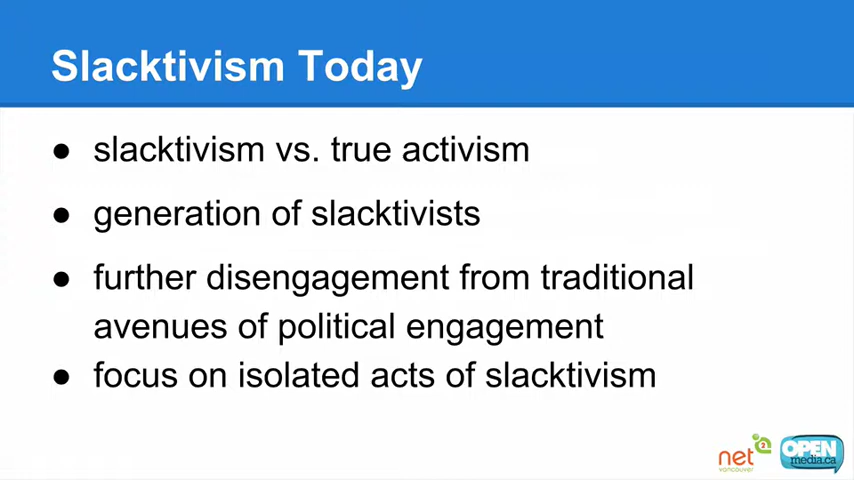 Slacktivism Today
● slacktivism vs. true activism
● generation of slacktivists
● further disengagement from traditional
avenues of political engagement
● focus on isolated acts of slacktivism
net 2
vancouver
OPEN
media.ca